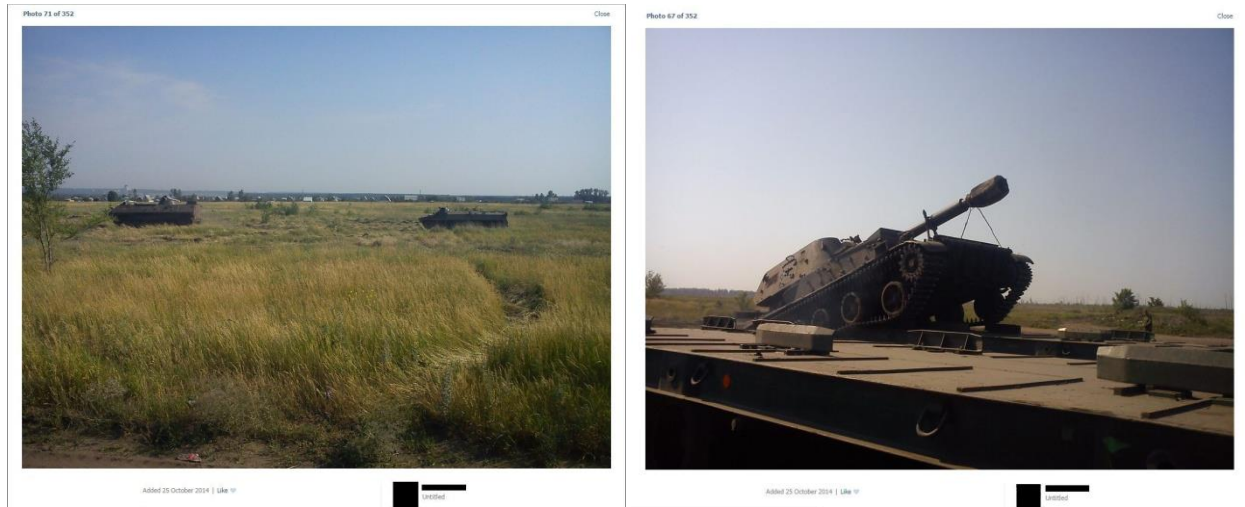 Photo 71 of 352
Close
Added 25 October 2014 | Like
Untitled
Photo 67 of 352
Close
Added 25 October 2014 | Like
Untitled